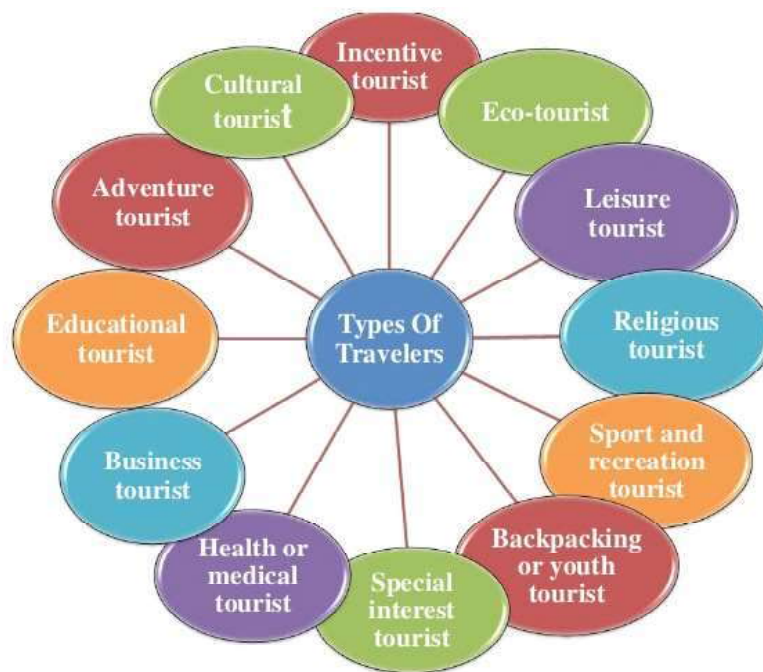 Types Of
Travelers
Incentive
tourist
Eco-tourist
Leisure
tourist
Religious
tourist
Sport and
recreation
tourist
Backpacking
or youth
tourist
Special
interest
tourist
Health or
medical
tourist
Business
tourist
Educational
tourist
Adventure
tourist
Cultural
tourist